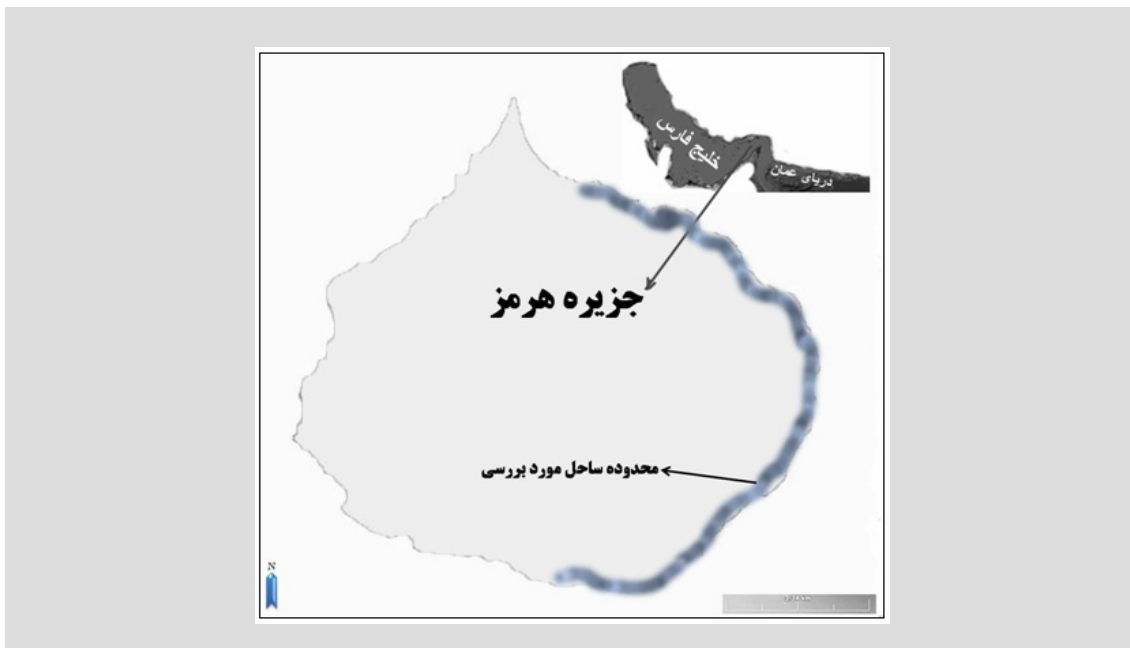 خلیج فارس
دریای عمان
جزیره هرمز
محدوده ساحل مورد بررسی
N